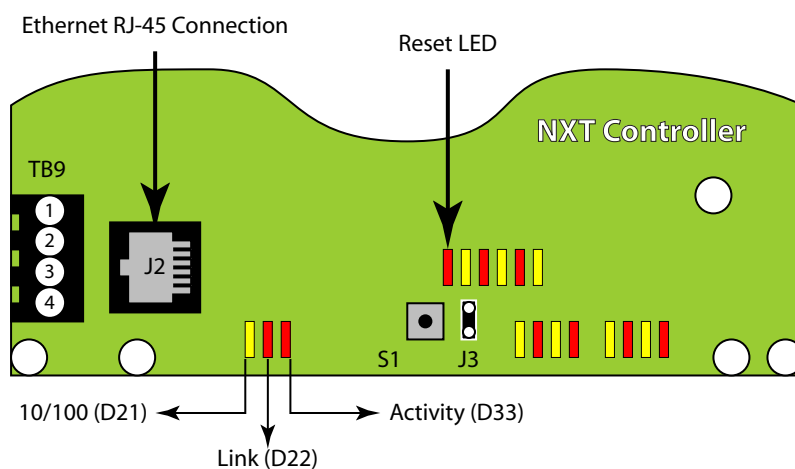 Ethernet RJ-45 Connection
Reset LED
NXT Controller
TB9
1
2
3
4
J2
S1
J3
10/100 (D21)
Activity (D33)
Link (D22)